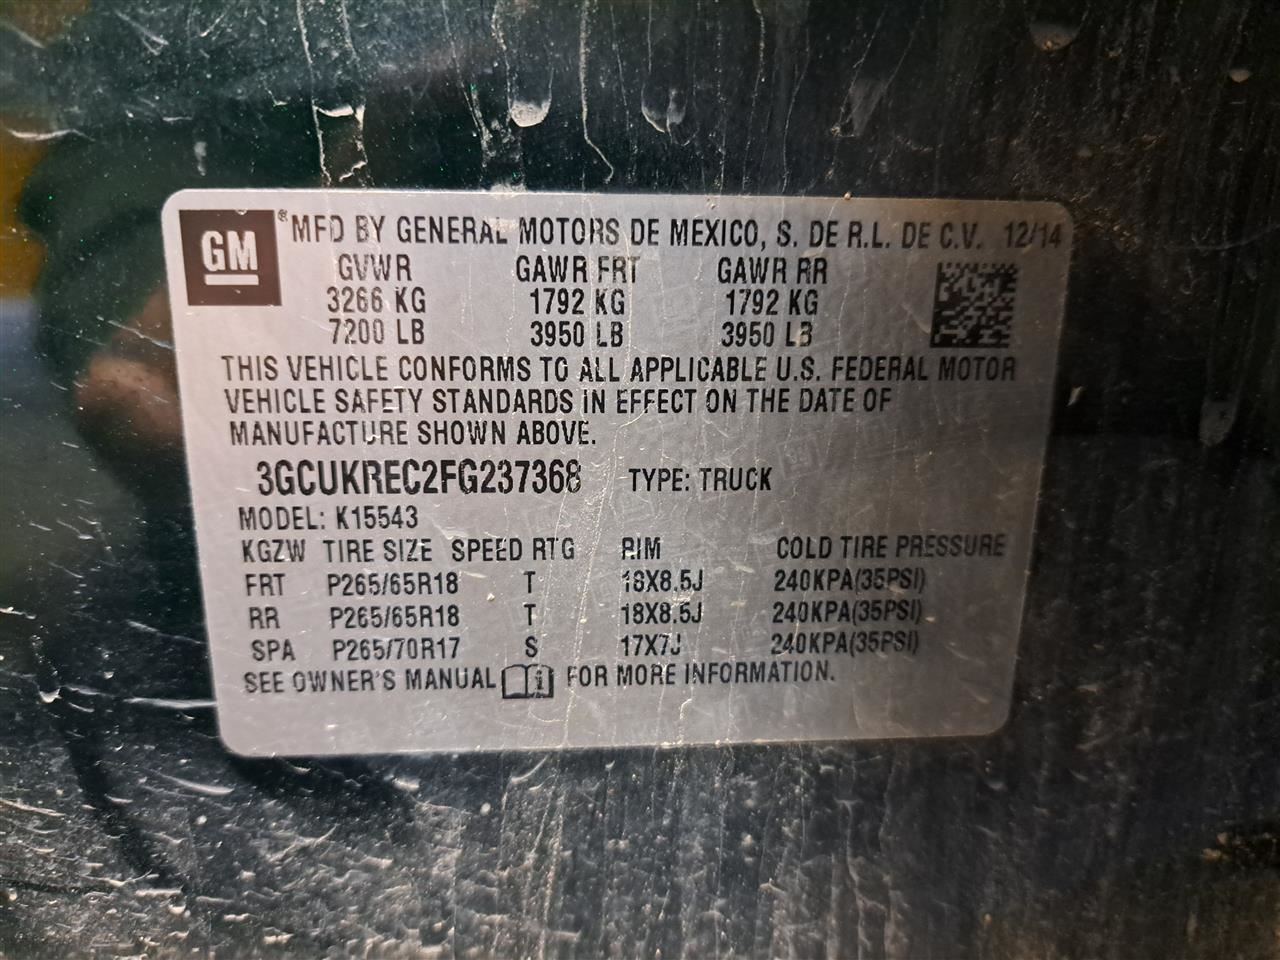 GM ® MFD BY GENERAL MOTORS DE MEXICO, S. DE R.L. DE C.V. 12/14
GVWR GAWR FRT GAWR RR
3266 KG 1792 KG 1792 KG
7200 LB 3950 LB 3950 LB
THIS VEHICLE CONFORMS TO ALL APPLICABLE U.S. FEDERAL MOTOR
VEHICLE SAFETY STANDARDS IN EFFECT ON THE DATE OF
MANUFACTURE SHOWN ABOVE.
3GCUKREC2FG237368 TYPE: TRUCK
MODEL: K15543
KGZW TIRE SIZE SPEED RTG RIM COLD TIRE PRESSURE
FRT P265/65R18 T 18X8.5J 240KPA(35PSI)
RR P265/65R18 T 18X8.5J 240KPA(35PSI)
SPA P265/70R17 S 17X7J 240KPA(35PSI)
SEE OWNER'S MANUAL i FOR MORE INFORMATION.